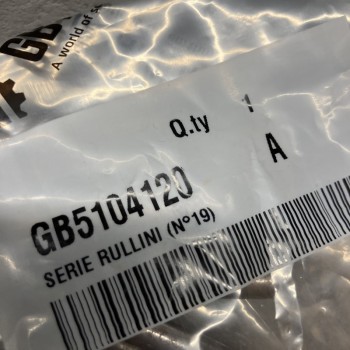 GB
A world of
Q.ty 1
A
GB5104120
SERIE RULLINI (N°19)